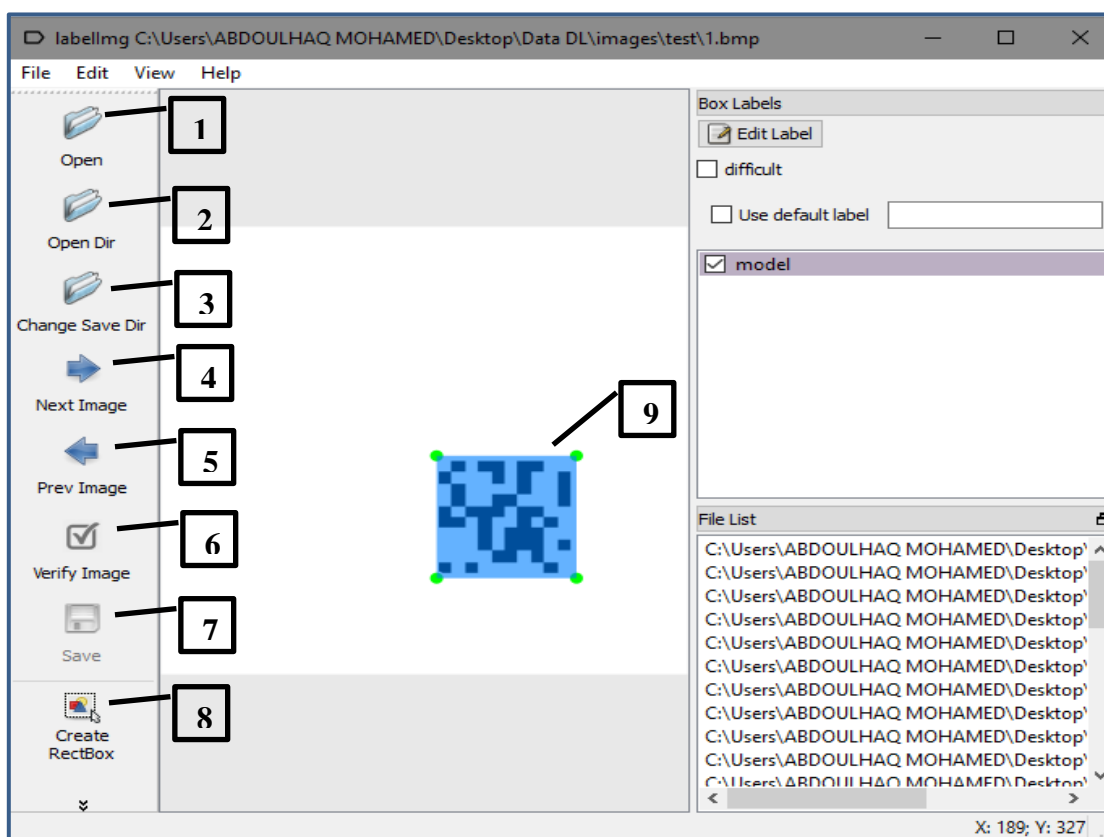 labelImg C:\Users\ABDOULHAQ MOHAMED\Desktop\Data DL\images\test\1.bmp
File Edit View Help
Open
1
Open Dir
2
Change Save Dir
3
Next Image
4
Prev Image
5
Verify Image
6
Save
7
Create
RectBox
8
9
Box Labels
Edit Label
difficult
Use default label
model
File List
C:\Users\ABDOULHAQ MOHAMED\Desktop\
C:\Users\ABDOULHAQ MOHAMED\Desktop\
C:\Users\ABDOULHAQ MOHAMED\Desktop\
C:\Users\ABDOULHAQ MOHAMED\Desktop\
C:\Users\ABDOULHAQ MOHAMED\Desktop\
C:\Users\ABDOULHAQ MOHAMED\Desktop\
C:\Users\ABDOULHAQ MOHAMED\Desktop\
C:\Users\ABDOULHAQ MOHAMED\Desktop\
C:\Users\ABDOULHAQ MOHAMED\Desktop\
C:\Users\ABDOULHAQ MOHAMED\Desktop\
C:\Users\ABDOULHAQ MOHAMED\Desktop\
X: 189; Y: 327